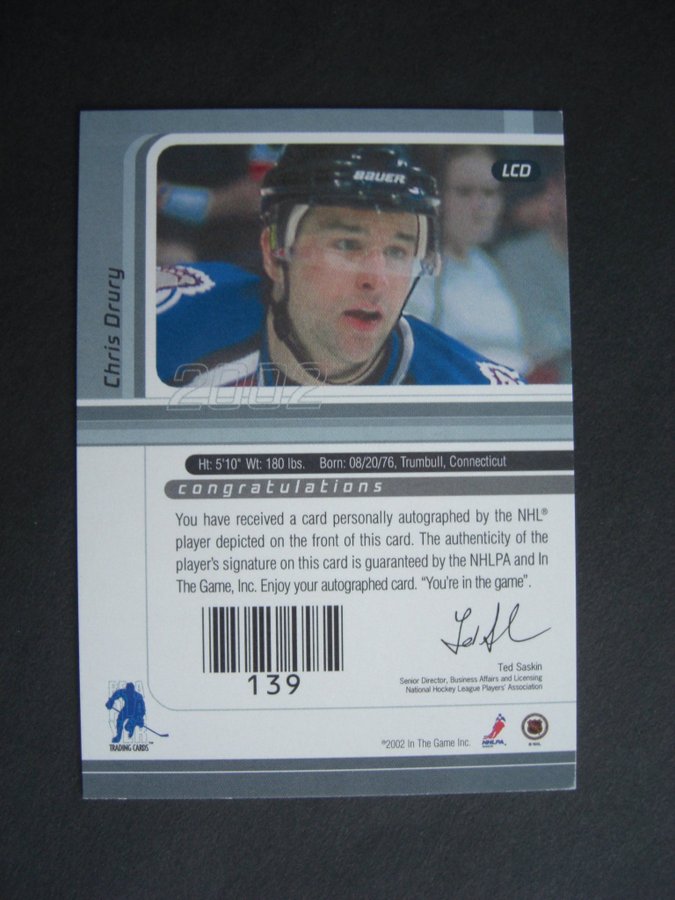 BAUER
LCD
Chris Drury
2002
Ht: 5'10" Wt: 180 lbs. Born: 08/20/76, Trumbull, Connecticut
congratulations
You have received a card personally autographed by the NHL®
player depicted on the front of this card. The authenticity of the
player's signature on this card is guaranteed by the NHLPA and In
The Game, Inc. Enjoy your autographed card. "You're in the game".
139
Ted Saskin
Senior Director, Business Affairs and Licensing
National Hockey League Players' Association
TRADING CARDS™
©2002 In The Game Inc.
NHLPA
© NHL